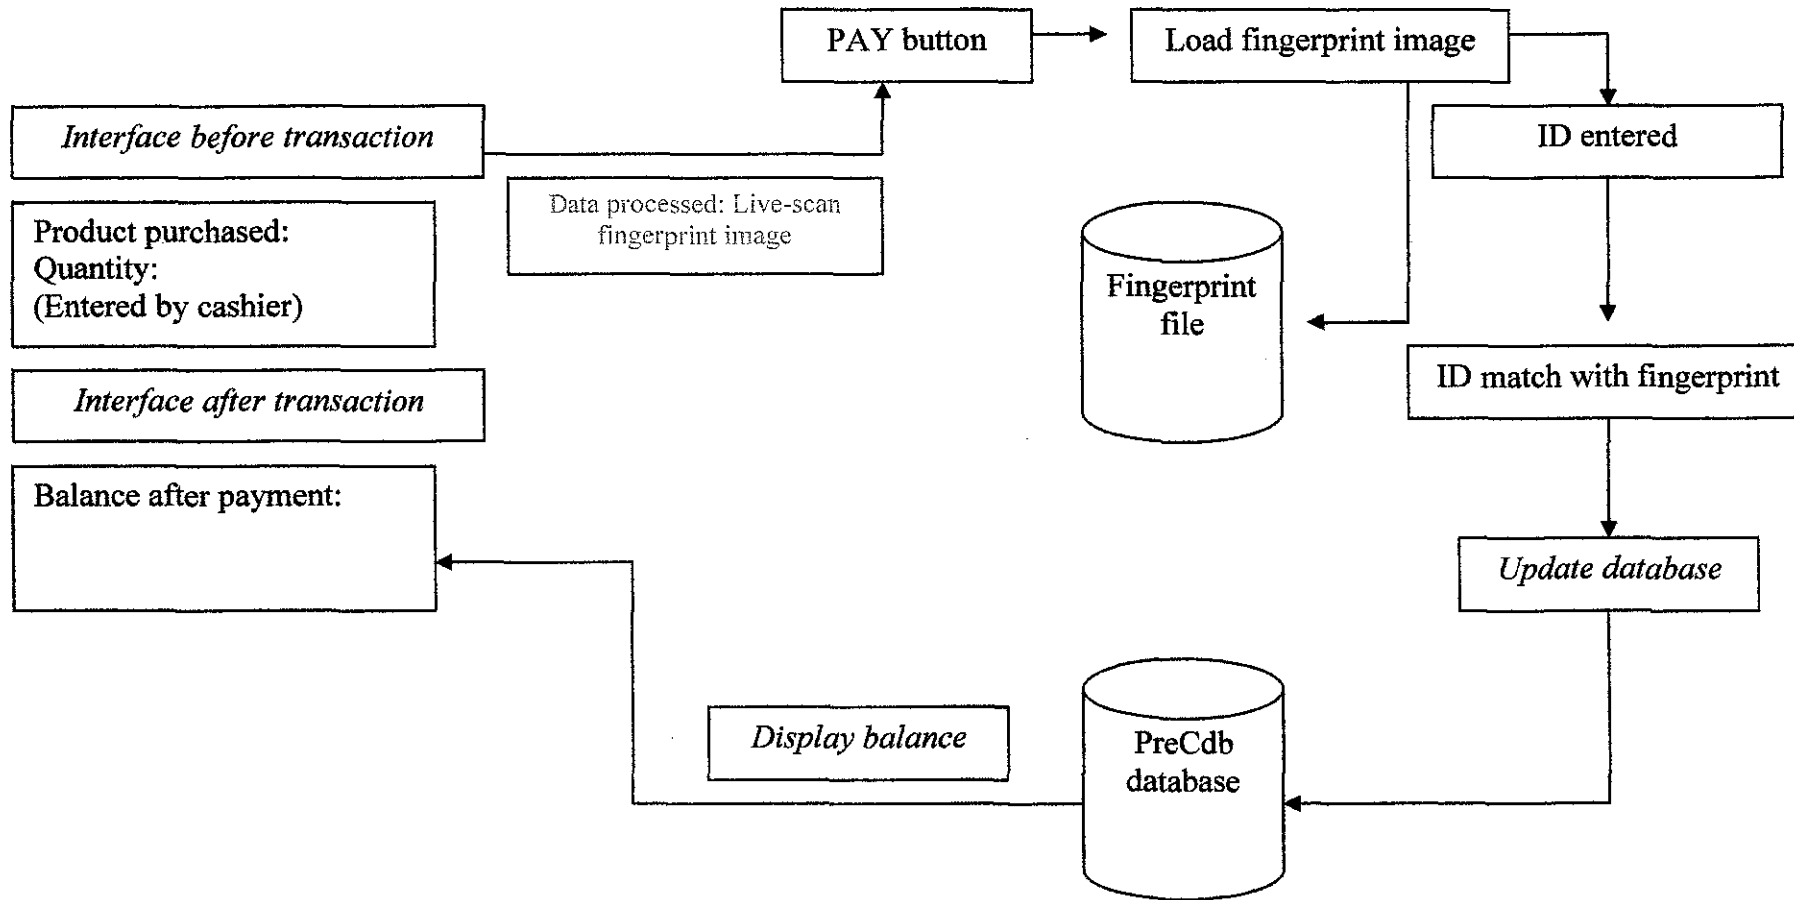 PAY button
Load fingerprint image
Interface before transaction
ID entered
Data processed: Live-scan
fingerprint image
Product purchased:
Quantity:
(Entered by cashier)
Fingerprint
file
ID match with fingerprint
Interface after transaction
Balance after payment:
Update database
Display balance
PreCdb
database